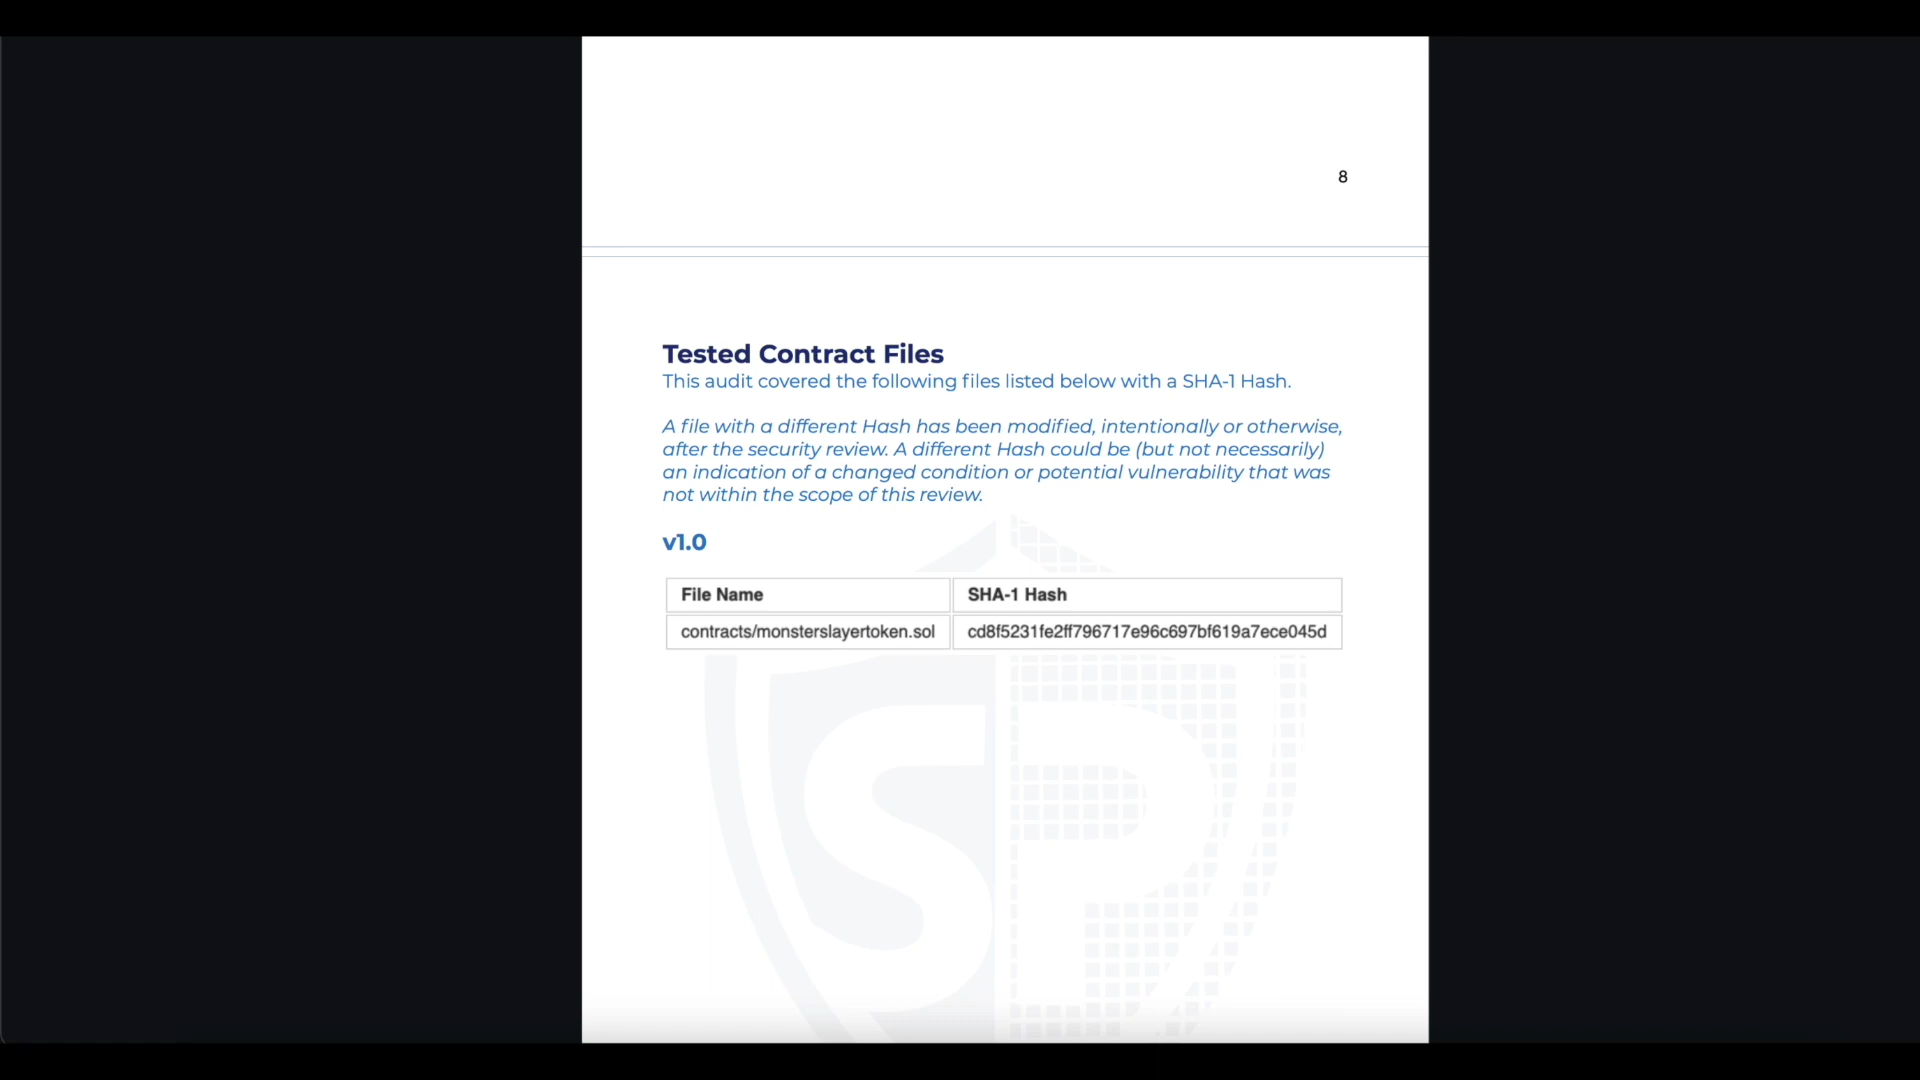 8
Tested Contract Files
This audit covered the following files listed below with a SHA-1 Hash.
A file with a different Hash has been modified, intentionally or otherwise,
after the security review. A different Hash could be (but not necessarily)
an indication of a changed condition or potential vulnerability that was
not within the scope of this review.
v1.0
File Name SHA-1 Hash
contracts/monsterslayertoken.sol cd8f5231fe2ff796717e96c697bf619a7ece045d
SP